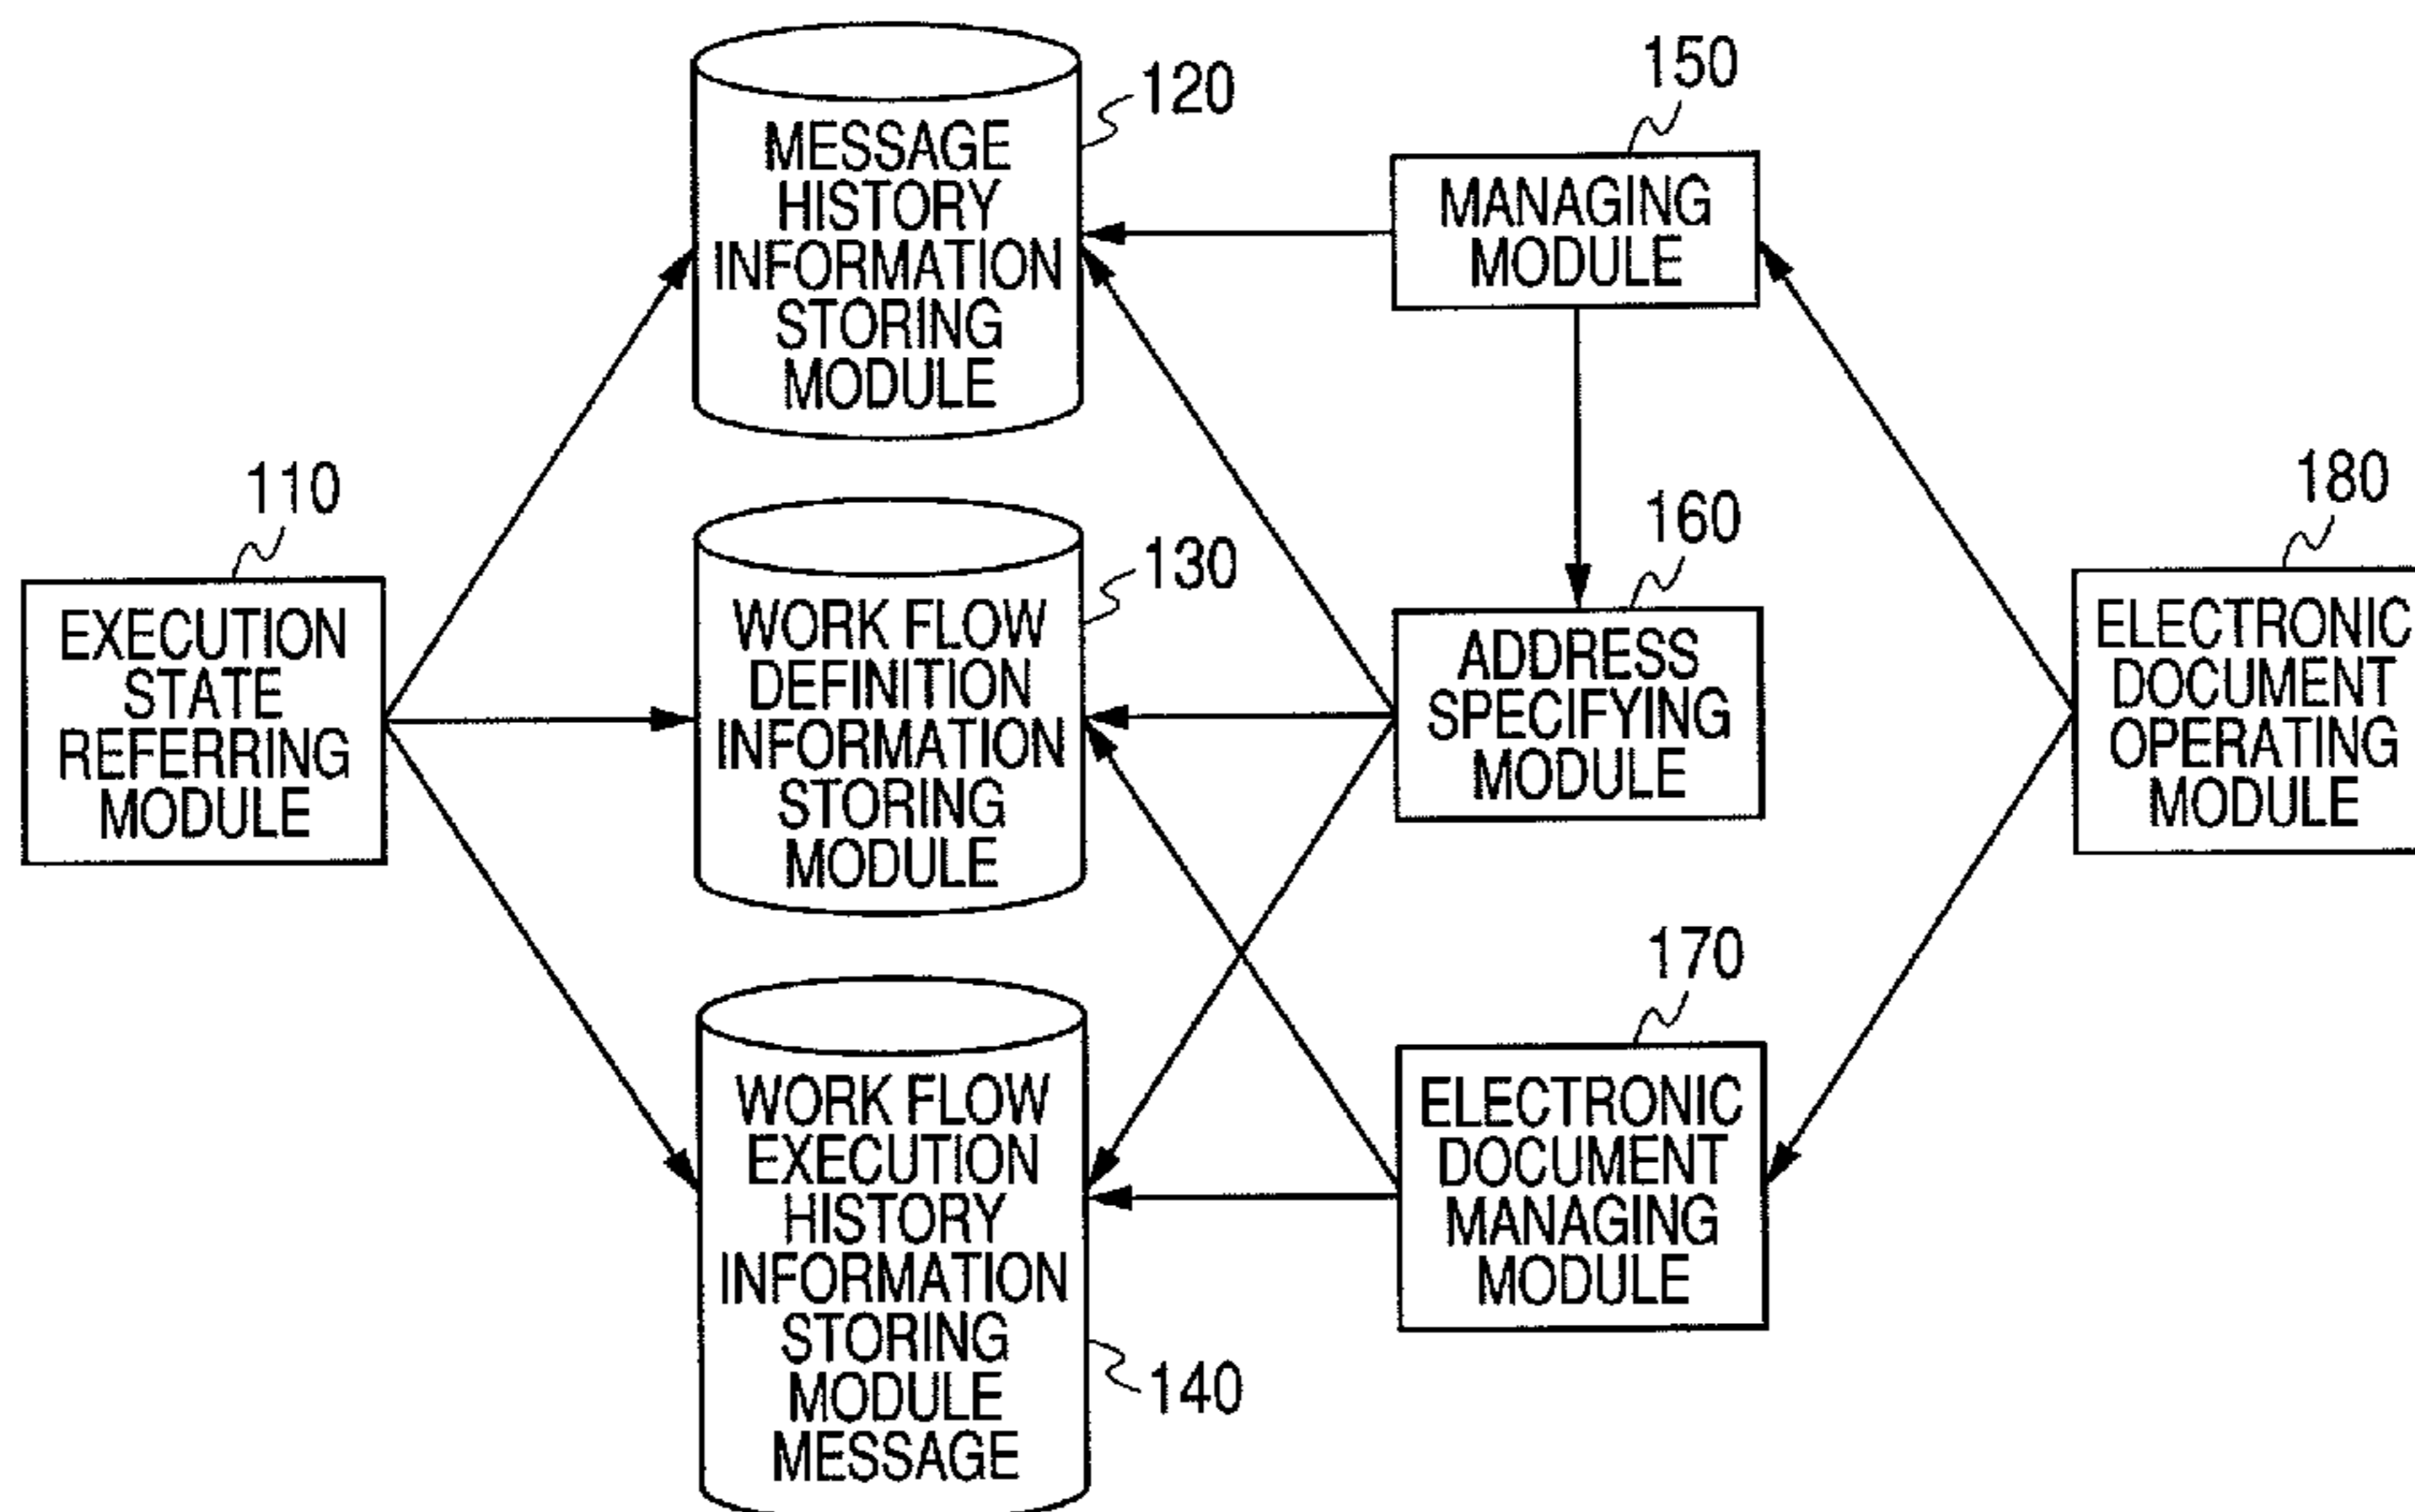 120
MESSAGE
HISTORY
INFORMATION
STORING
MODULE
150
MANAGING
MODULE
110
EXECUTION
STATE
REFERRING
MODULE
130
WORK FLOW
DEFINITION
INFORMATION
STORING
MODULE
160
ADDRESS
SPECIFYING
MODULE
180
ELECTRONIC
DOCUMENT
OPERATING
MODULE
WORK FLOW
EXECUTION
HISTORY
INFORMATION
STORING
MODULE
MESSAGE
140
170
ELECTRONIC
DOCUMENT
MANAGING
MODULE